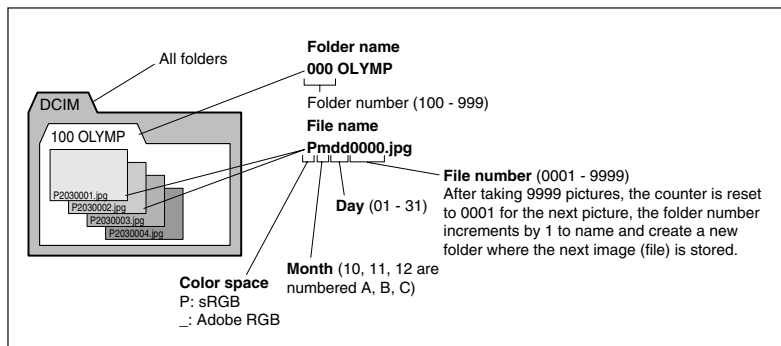 All folders
DCIM
100 OLYMP
P2030001.jpg
P2030002.jpg
P2030003.jpg
P2030004.jpg
Folder name
000 OLYMP
Folder number (100 - 999)
File name
Pmdd0000.jpg
File number (0001 - 9999)
After taking 9999 pictures, the counter is reset
to 0001 for the next picture, the folder number
increments by 1 to name and create a new
folder where the next image (file) is stored.
Day (01 - 31)
Month (10, 11, 12 are
numbered A, B, C)
Color space
P: sRGB
_: Adobe RGB